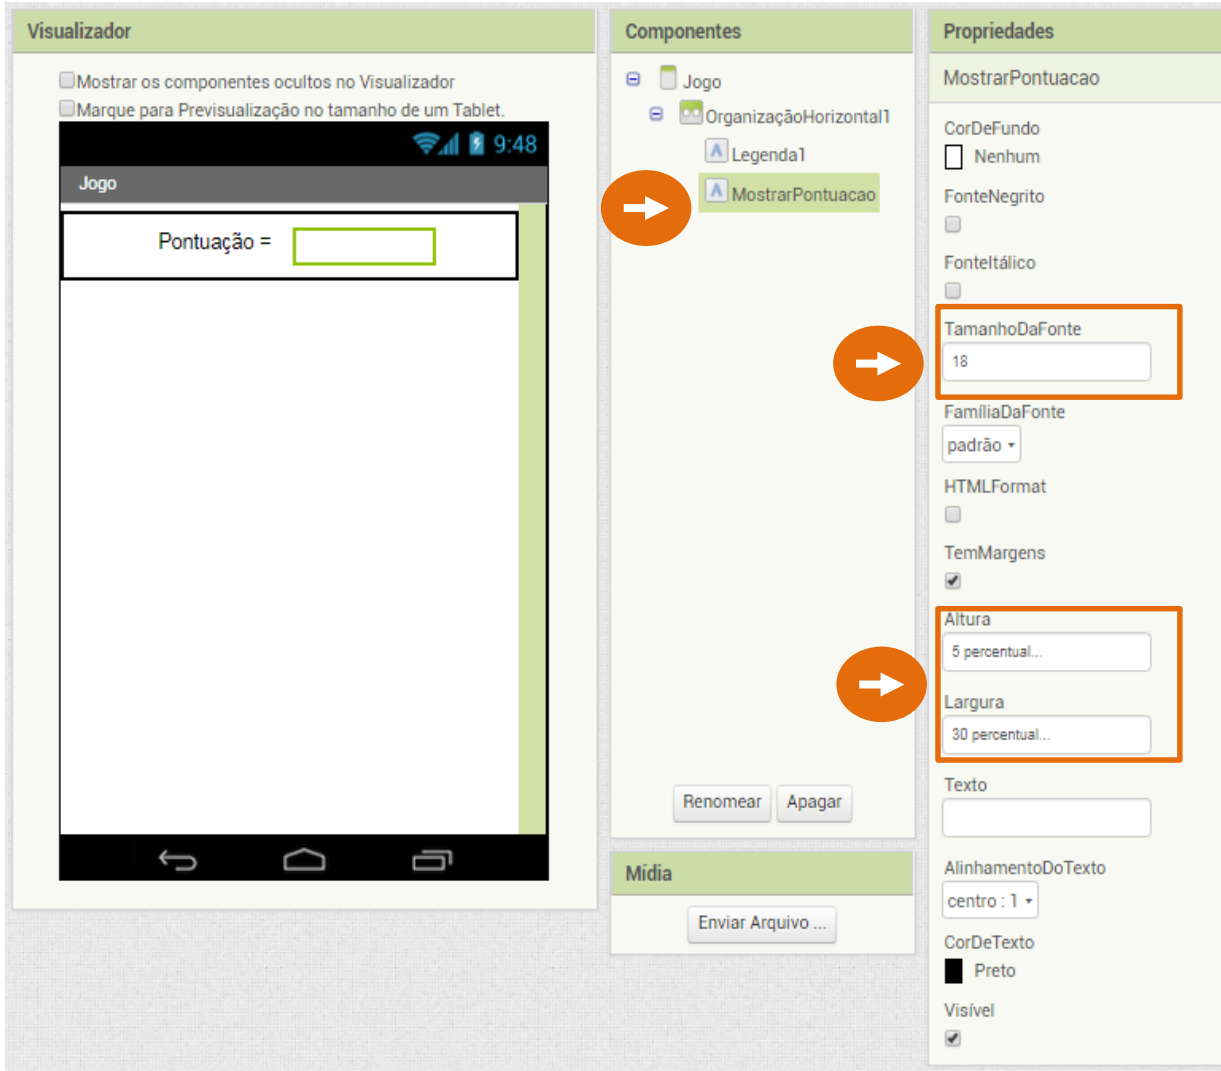 Visualizador
Mostrar os componentes ocultos no Visualizador
Marque para Previsualização no tamanho de um Tablet.
9:48
Jogo
Pontuação =
Componentes
Jogo
OrganizaçãoHorizontal1
A Legenda1
A MostrarPontuacao
Renomear
Apagar
Mídia
Enviar Arquivo ...
Propriedades
MostrarPontuacao
CorDeFundo
Nenhum
FonteNegrito
FonteItálico
TamanhoDaFonte
18
FamíliaDaFonte
padrão
HTMLFormat
TemMargens
Altura
5 percentual...
Largura
30 percentual...
Texto
AlinhamentoDoTexto
centro : 1
CorDeTexto
Preto
Visível